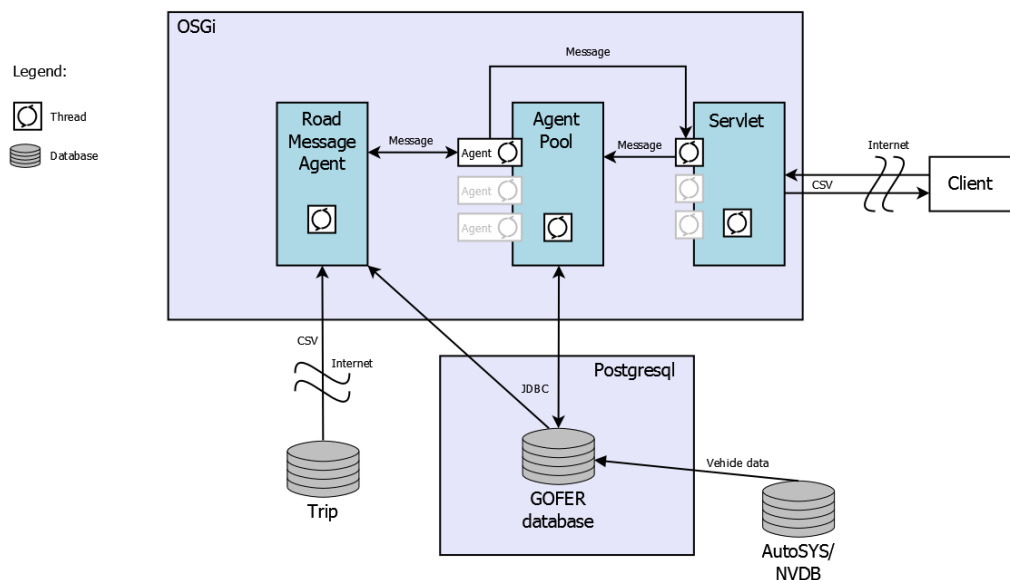 OSGi
Legend:
Thread
Database
Road
Message
Agent
Message
Agent
Agent
Agent
Message
Agent
Pool
Message
Servlet
Internet
CSV
Client
CSV
Internet
Trip
Postgresql
JDBC
GOFER
database
Vehide data
AutoSYS/
NVDB